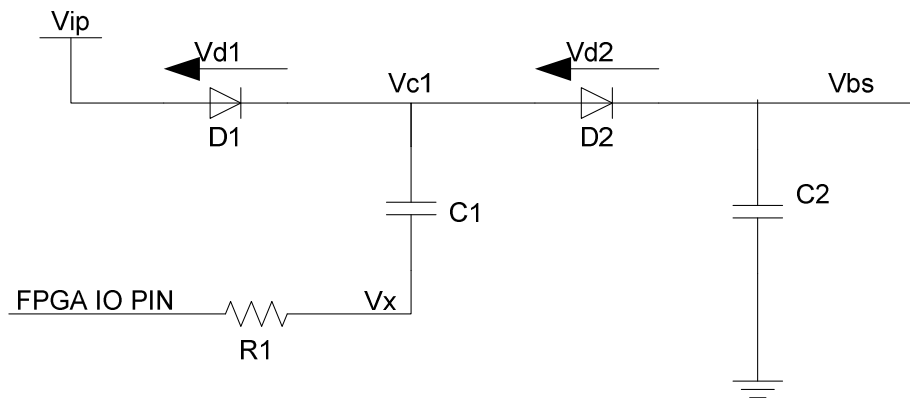 Vip
Vd1
Vd2
Vc1
Vbs
D1
D2
C1
C2
FPGA IO PIN
Vx
R1